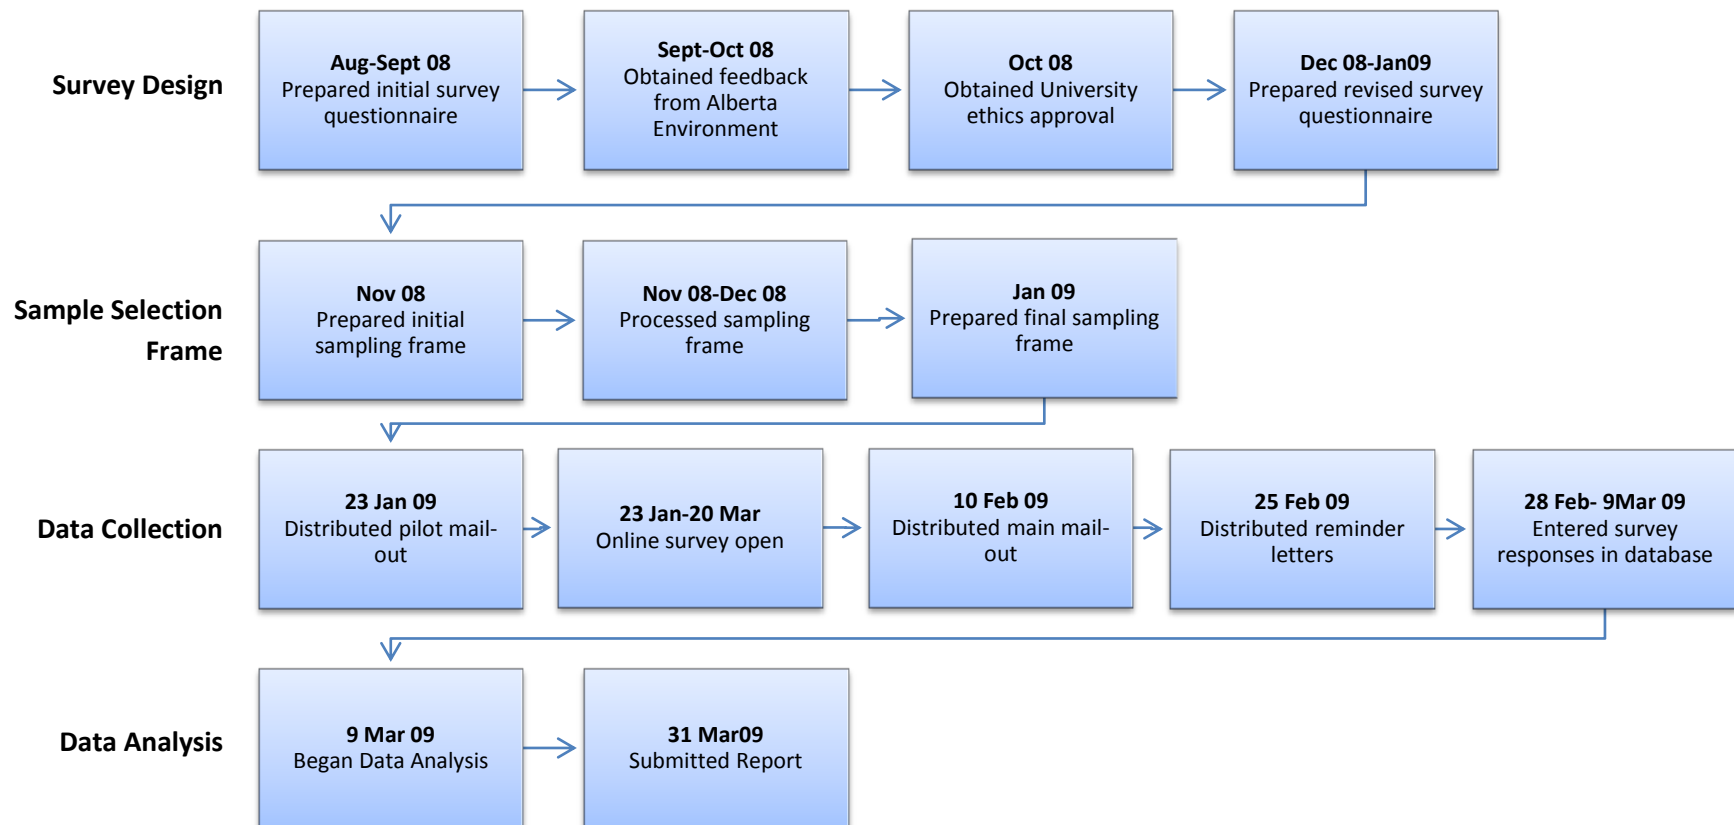 Survey Design
Aug-Sept 08
Prepared initial survey
questionnaire
Sept-Oct 08
Obtained feedback
from Alberta
Environment
Oct 08
Obtained University
ethics approval
Dec 08-Jan09
Prepared revised survey
questionnaire
Sample Selection
Frame
Nov 08
Prepared initial
sampling frame
Nov 08-Dec 08
Processed sampling
frame
Jan 09
Prepared final sampling
frame
Data Collection
23 Jan 09
Distributed pilot mail-
out
23 Jan-20 Mar
Online survey open
10 Feb 09
Distributed main mail-
out
25 Feb 09
Distributed reminder
letters
28 Feb- 9Mar 09
Entered survey
responses in database
Data Analysis
9 Mar 09
Began Data Analysis
31 Mar09
Submitted Report